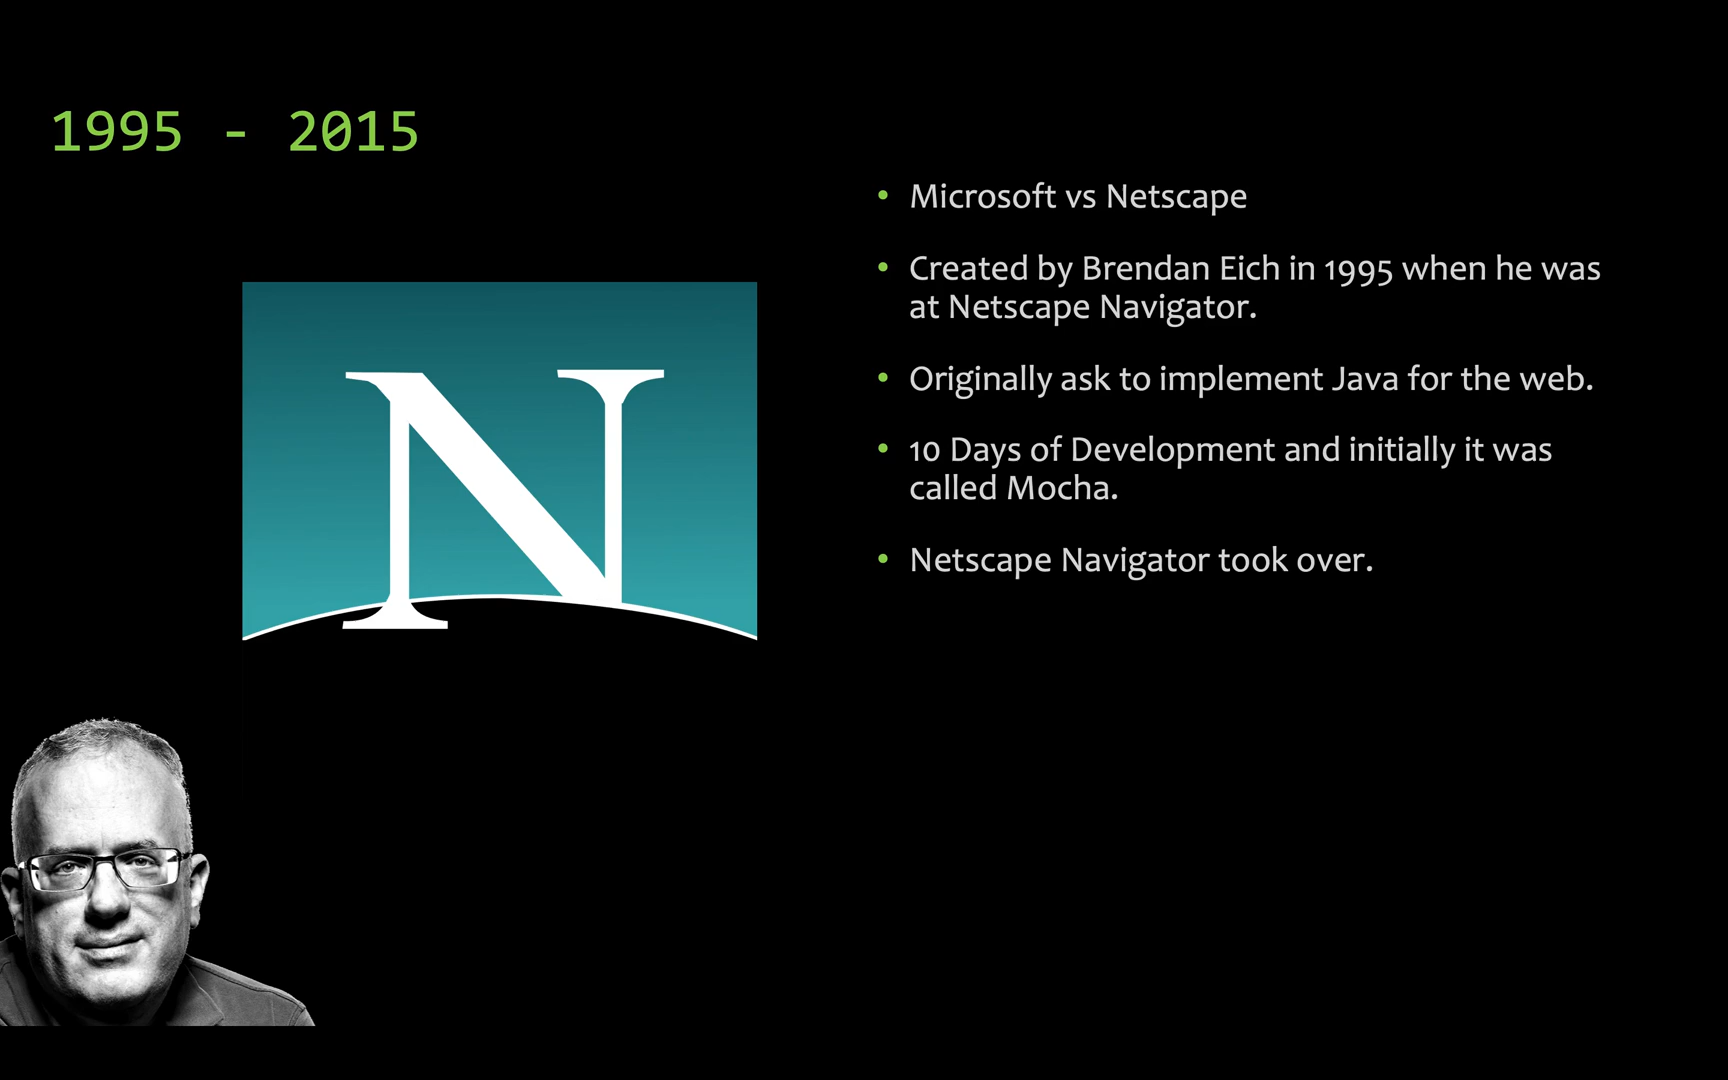 1995 - 2015
N
• Microsoft vs Netscape
• Created by Brendan Eich in 1995 when he was
at Netscape Navigator.
• Originally ask to implement Java for the web.
• 10 Days of Development and initially it was
called Mocha.
• Netscape Navigator took over.